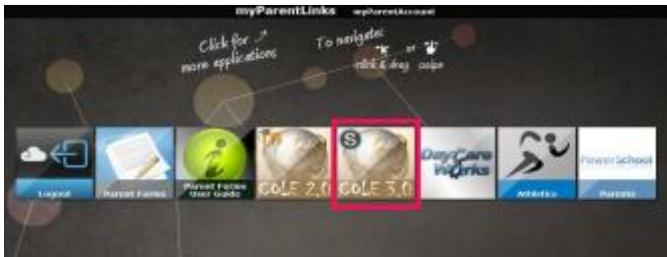 myParentLinks myParentAccount
Click for
more applications
To navigate
click & drag or swipe
Logout
Parent Forms
Parent Forms
User Guide
COLE 2.0
S
COLE 3.0
DayCare
Works
Athletics
PowerSchool
Parents